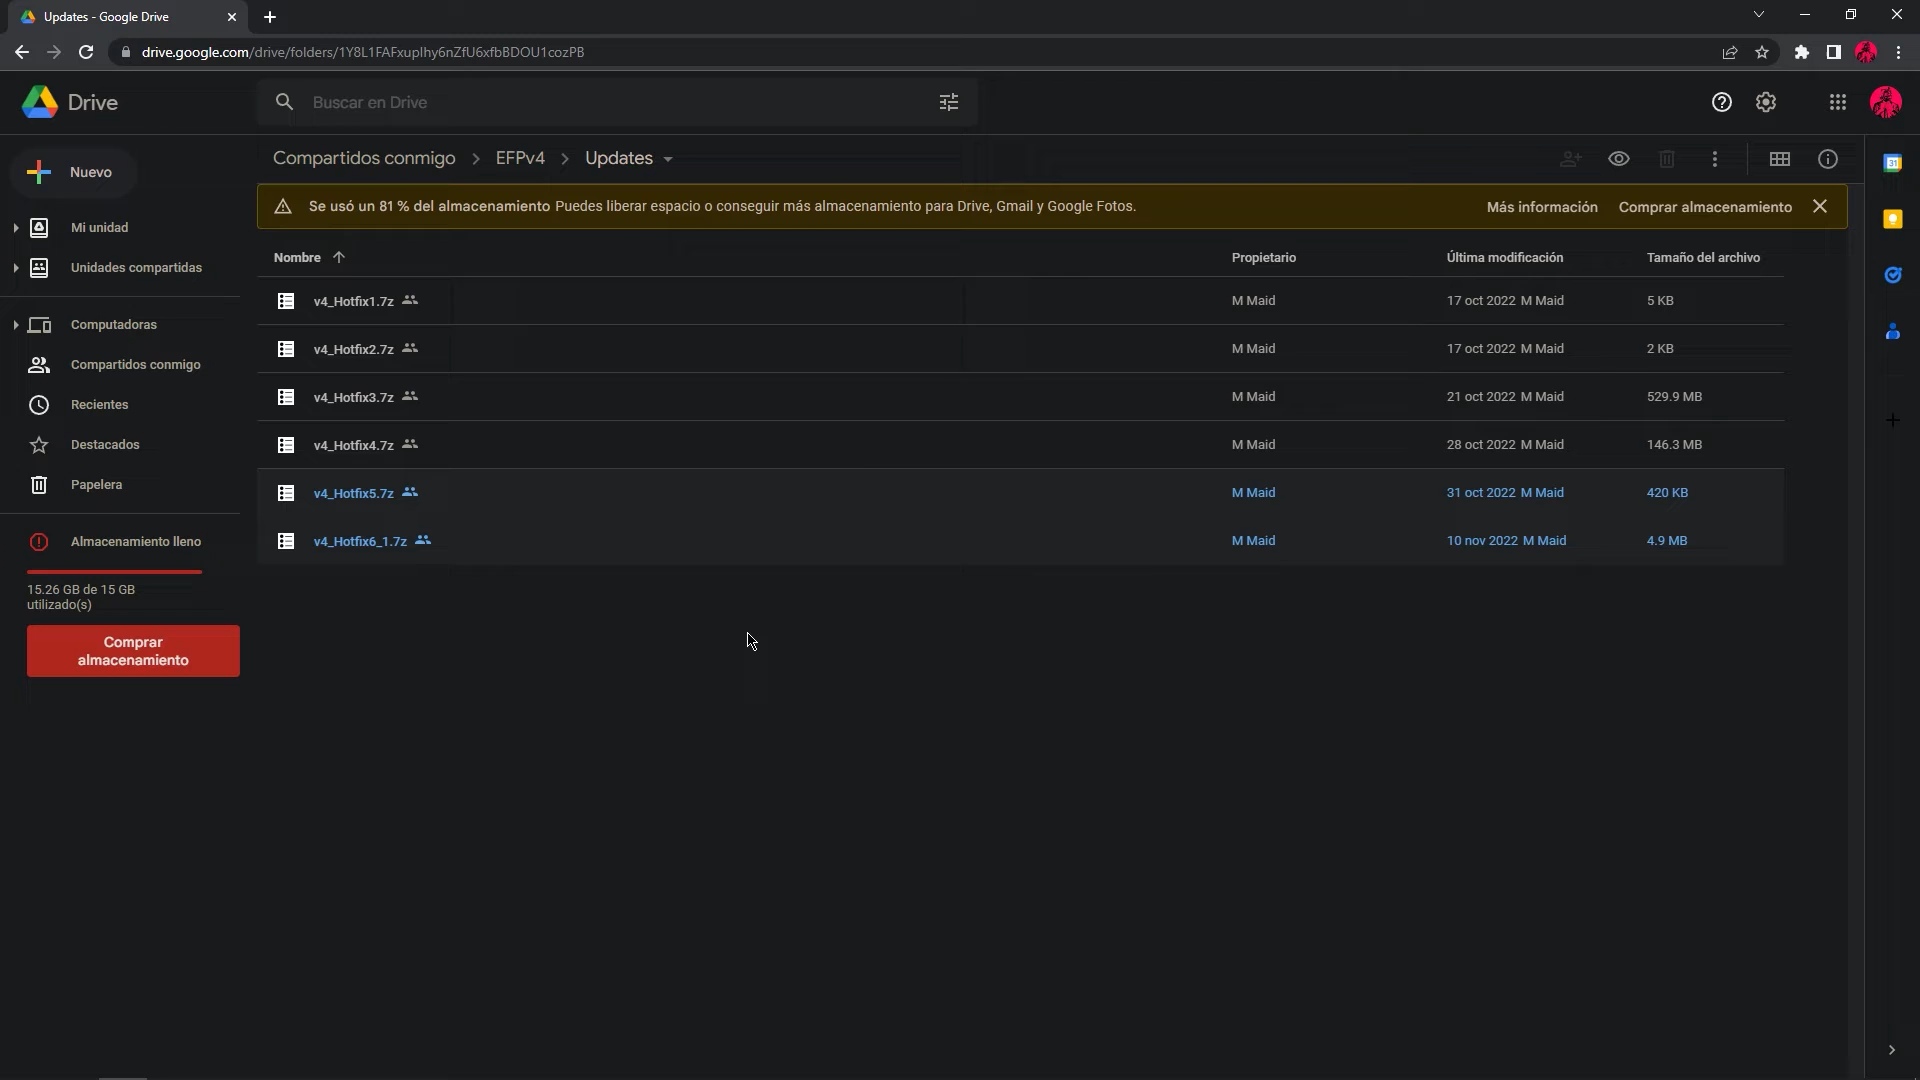 Updates - Google Drive
drive.google.com/drive/folders/1Y8L1FAFxuplhy6nZfU6xfbBDOU1cozPB
Drive
Buscar en Drive
Nuevo
Compartidos conmigo > EFPv4 > Updates
Se usó un 81 % del almacenamiento Puedes liberar espacio o conseguir más almacenamiento para Drive, Gmail y Google Fotos. Más información Comprar almacenamiento
Mi unidad
Unidades compartidas
Computadoras
Compartidos conmigo
Recientes
Destacados
Papelera
Almacenamiento lleno
15.26 GB de 15 GB
utilizado(s)
Comprar
almacenamiento
Nombre Propietario Última modificación Tamaño del archivo
v4_Hotfix1.7z M Maid 17 oct 2022 M Maid 5 KB
v4_Hotfix2.7z M Maid 17 oct 2022 M Maid 2 KB
v4_Hotfix3.7z M Maid 21 oct 2022 M Maid 529.9 MB
v4_Hotfix4.7z M Maid 28 oct 2022 M Maid 146.3 MB
v4_Hotfix5.7z M Maid 31 oct 2022 M Maid 420 KB
v4_Hotfix6_1.7z M Maid 10 nov 2022 M Maid 4.9 MB
31